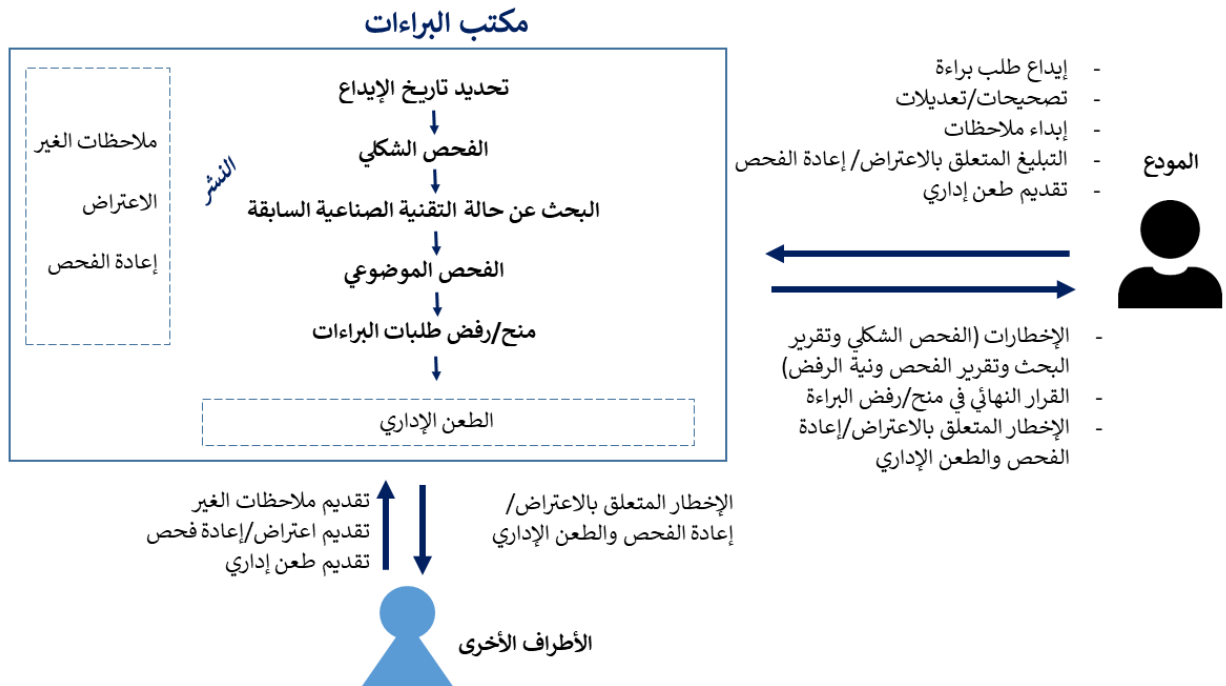 مكتب البراءات
تحديد تاريخ الإيداع
الفحص الشكلي
البحث عن حالة التقنية الصناعية السابقة
الفحص الموضوعي
منح/رفض طلبات البراءات
الطعن الإداري
النشر
ملاحظات الغير
الاعتراض
إعادة الفحص
- إيداع طلب براءة
- تصحيحات/تعديلات
- إبداء ملاحظات
- التبليغ المتعلق بالاعتراض/ إعادة الفحص
- تقديم طعن إداري
المودع
- الإخطارات (الفحص الشكلي وتقرير
البحث وتقرير الفحص ونية الرفض)
- القرار النهائي في منح/رفض البراءة
- الإخطار المتعلق بالاعتراض/إعادة
الفحص والطعن الإداري
الإخطار المتعلق بالاعتراض/
إعادة الفحص والطعن الإداري
تقديم ملاحظات الغير
تقديم اعتراض/إعادة فحص
تقديم طعن إداري
الأطراف الأخرى